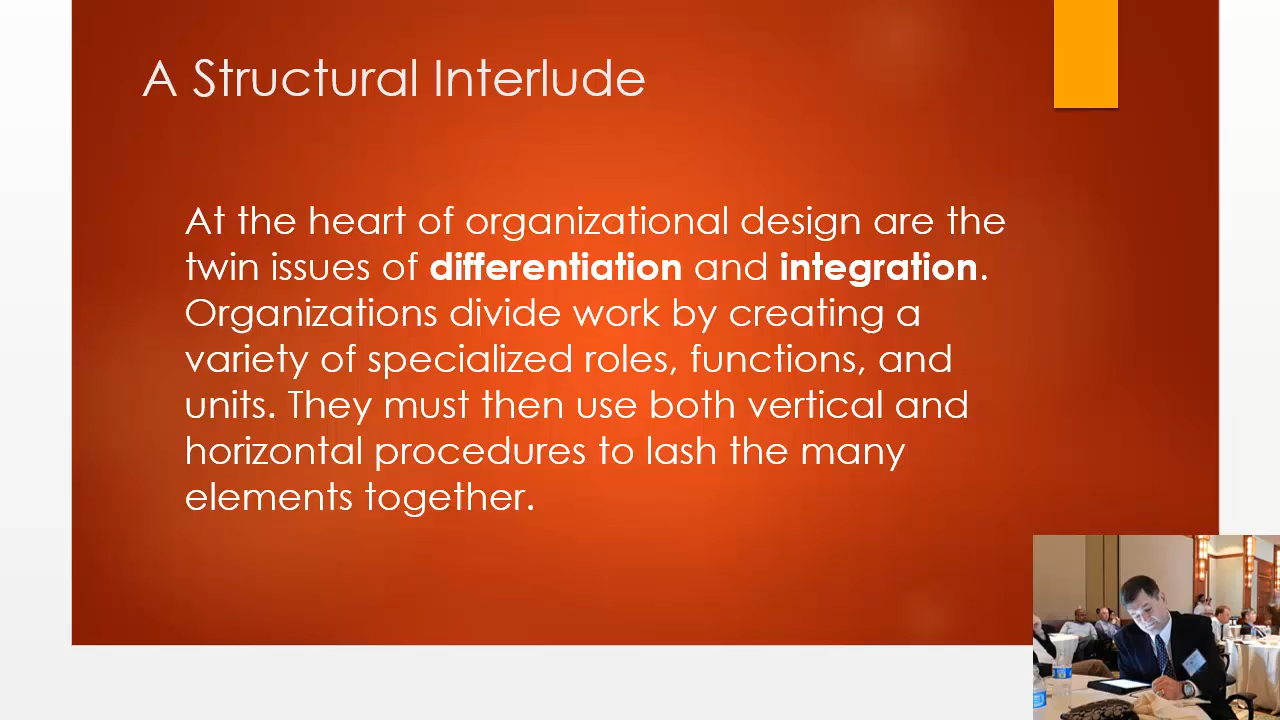 A Structural Interlude
At the heart of organizational design are the
twin issues of differentiation and integration.
Organizations divide work by creating a
variety of specialized roles, functions, and
units. They must then use both vertical and
horizontal procedures to lash the many
elements together.